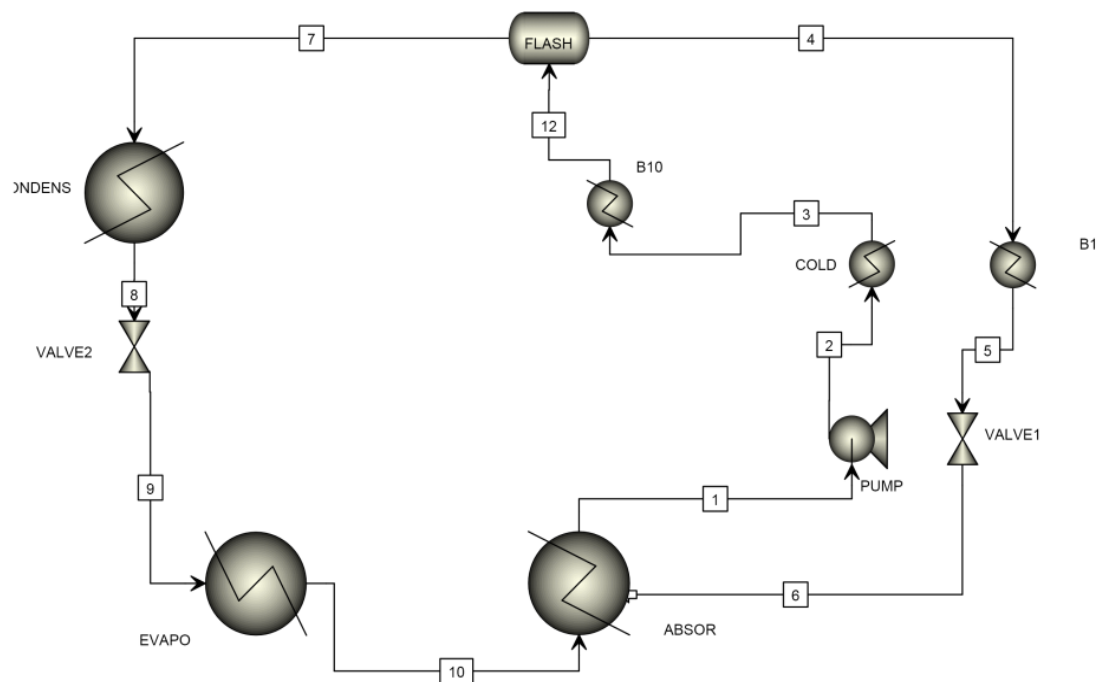 7
FLASH
4
12
B10
ONDENS
3
COLD
B1
8
2
5
VALVE2
VALVE1
9
PUMP
1
6
EVAPO
ABSOR
10